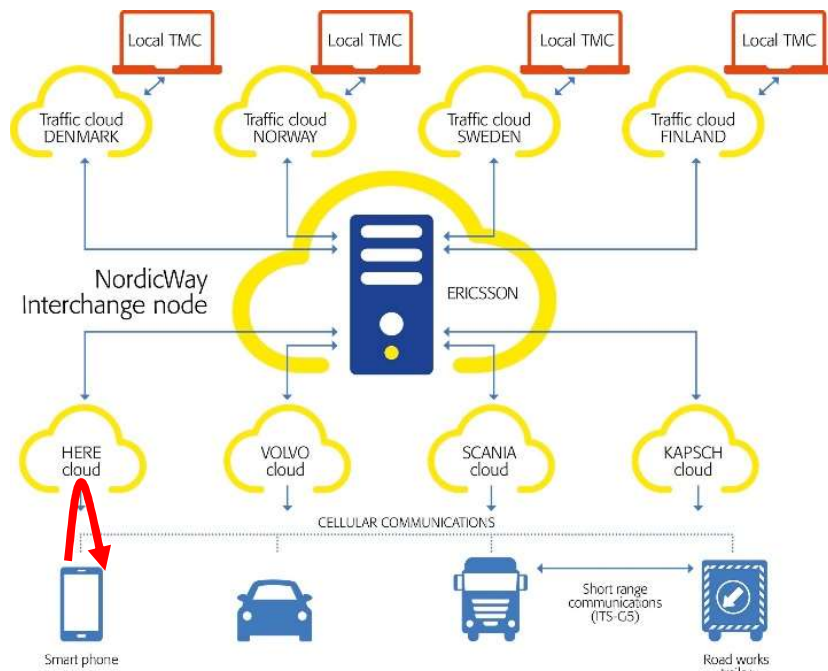 Local TMC
Local TMC
Local TMC
Local TMC
Traffic cloud
DENMARK
Traffic cloud
NORWAY
Traffic cloud
SWEDEN
Traffic cloud
FINLAND
NordicWay
Interchange node
ERICSSON
HERE
cloud
VOLVO
cloud
SCANIA
cloud
KAPSCH
cloud
CELLULAR COMMUNICATIONS
Short range
communications
(ITS-G5)
Smart phone
Road works